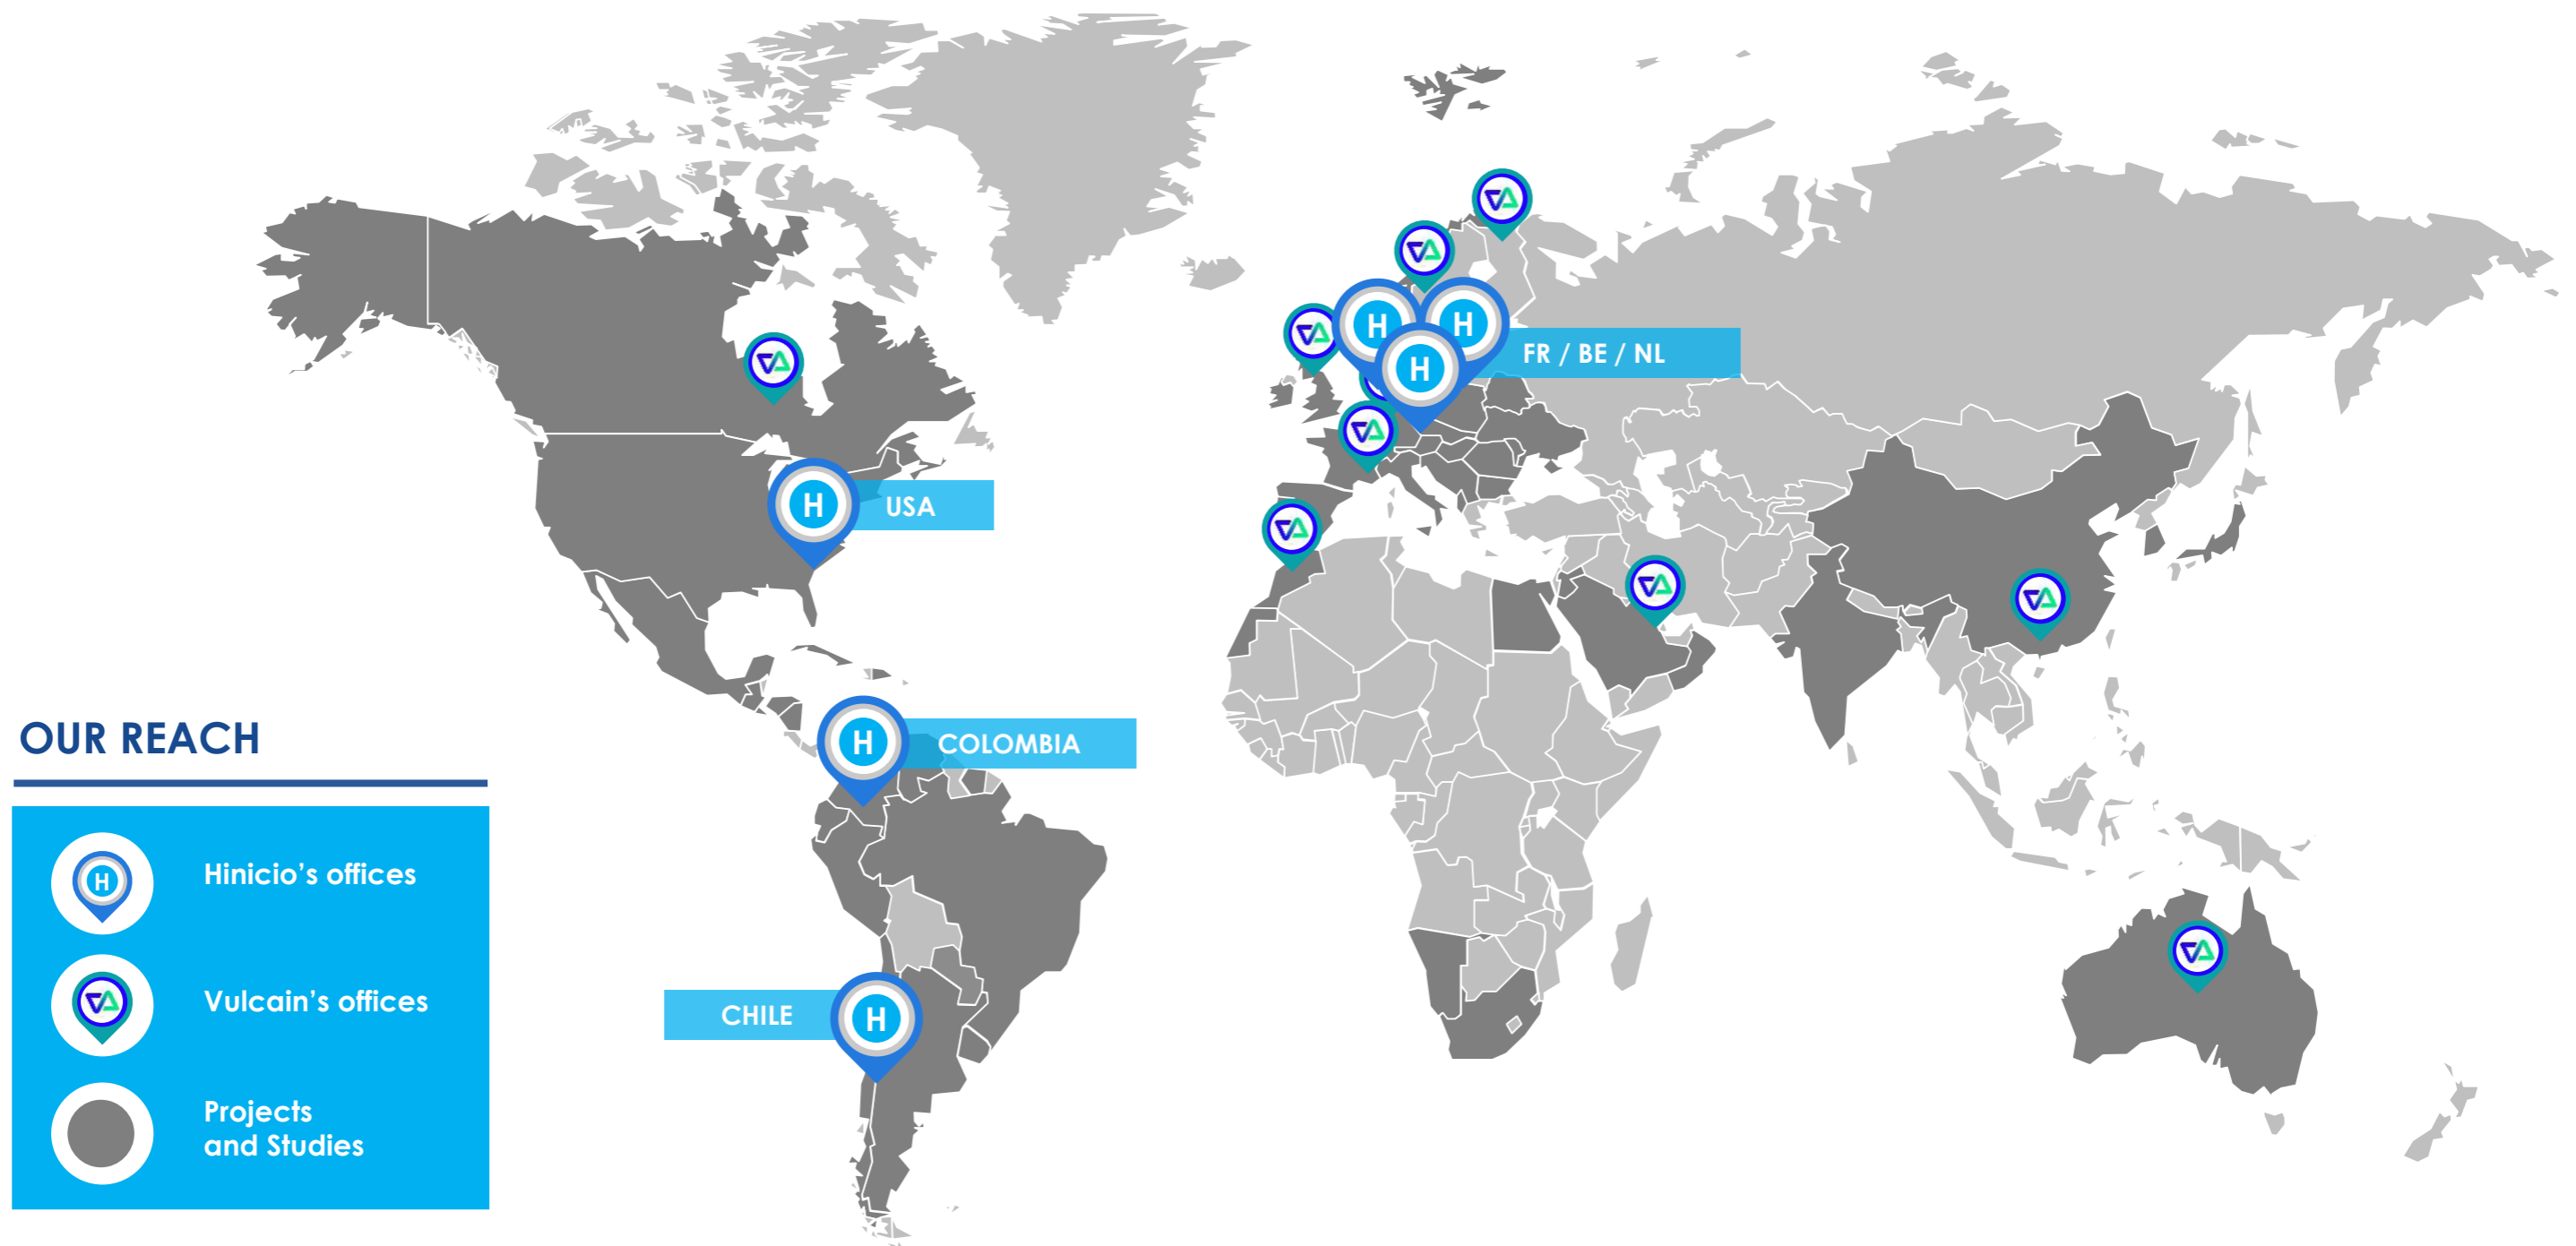 H
H
H
FR / BE / NL
H
USA
H
COLOMBIA
OUR REACH
H
Hinicio's offices
Vulcain's offices
H
CHILE
Projects
and Studies